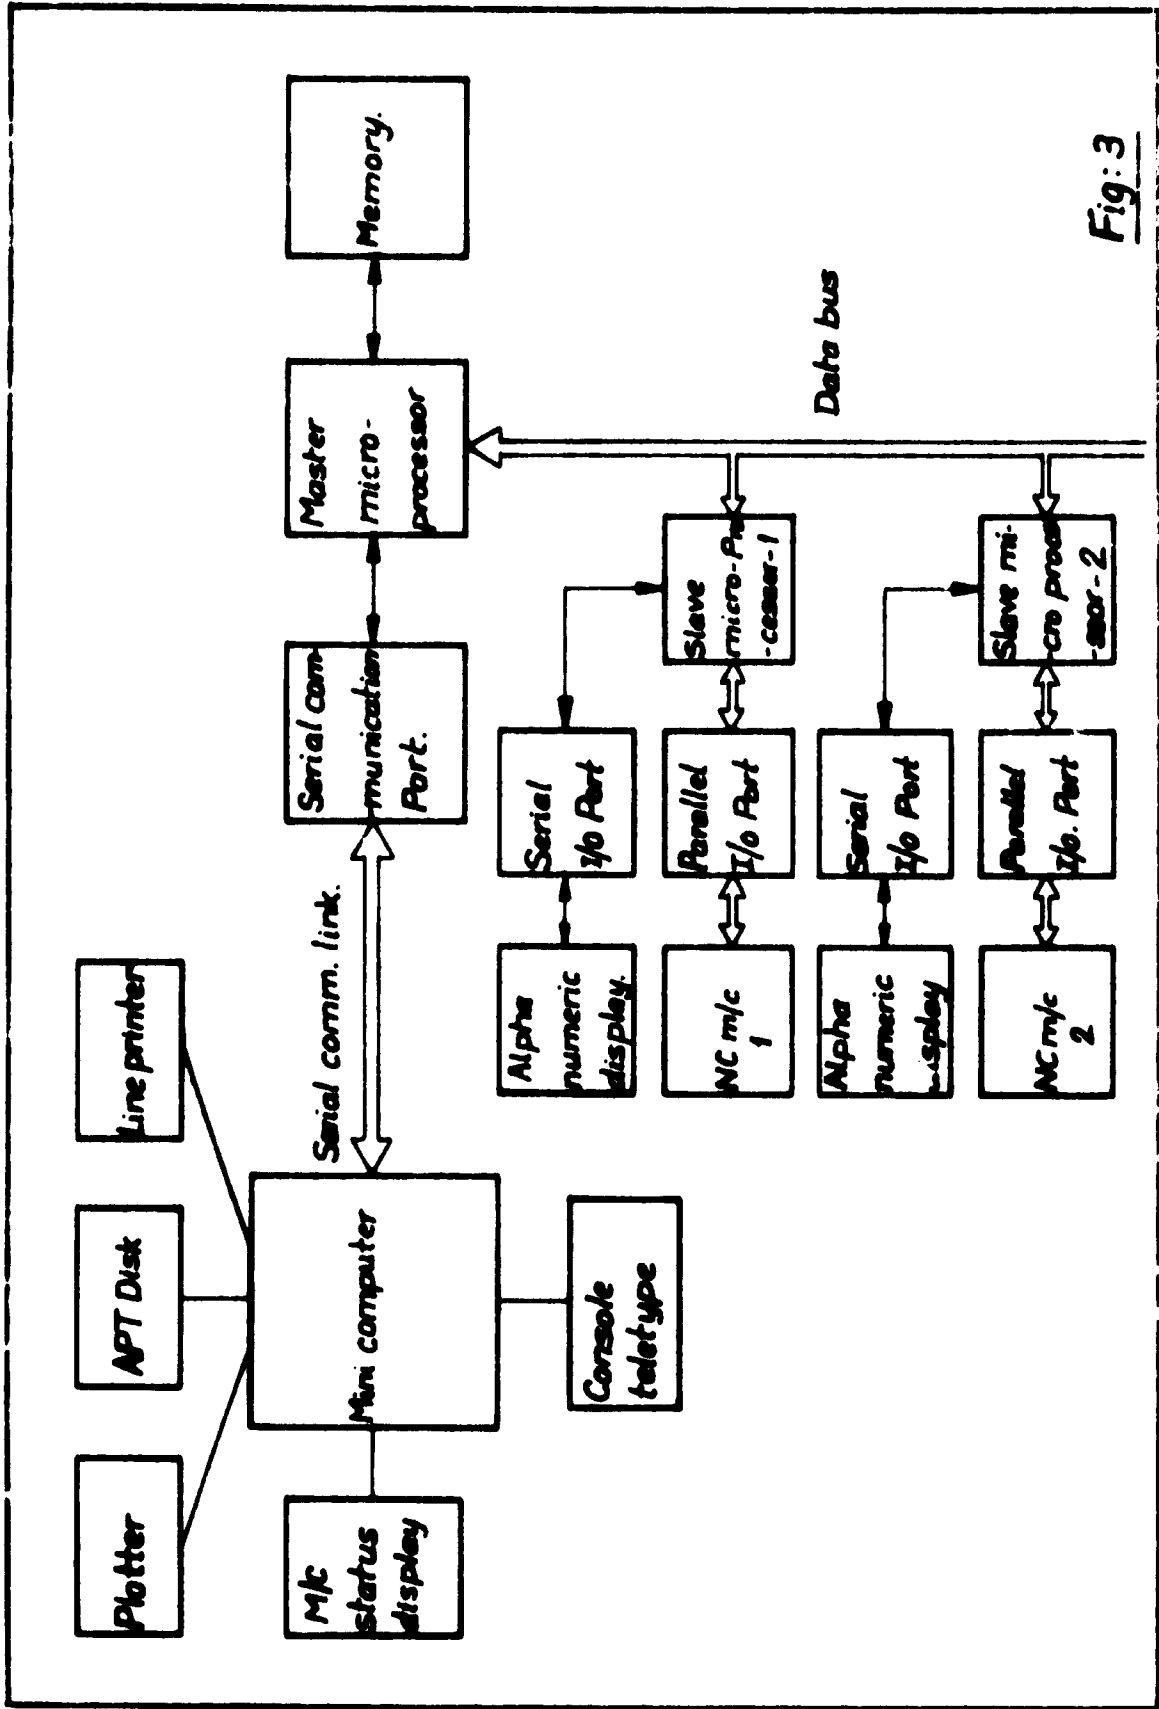 Plotter
APT Disk
Line printer
M/c
status
display
Mini computer
Console
teletype
Serial comm. link.
Serial com
munication
Port.
Master
micro-
processor
Memory.
Data bus
Alpha
numeric
display.
Serial
I/o Port
NC m/c
1
Parallel
I/o Port
Slave
micro-Pro
-cessor-1
Alpha
numeric
display
Serial
I/o Port
NC m/c
2
Parallel
I/o. Port
Slave mi-
cro proce
-ssor-2
Fig: 3